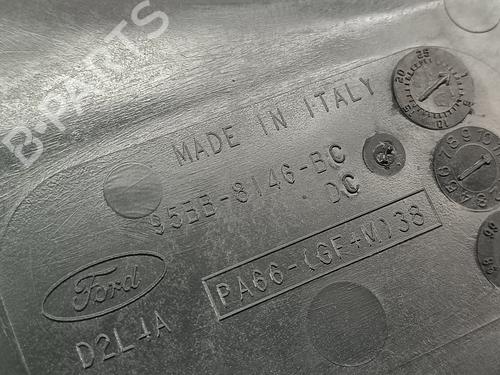 B-PARTS
MADE IN ITALY
95BB-8146-BC
DC
Ford
PA66-(GF+M)38
D2L4A